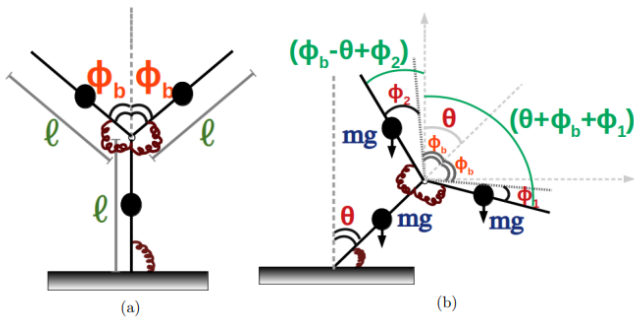 ϕb ϕb
ℓ ℓ
ℓ
(a)
(ϕb-θ+ϕ2)
ϕ2
θ
(θ+ϕb+ϕ1)
mg
ϕb
ϕb
ϕ1
mg
mg
θ
(b)